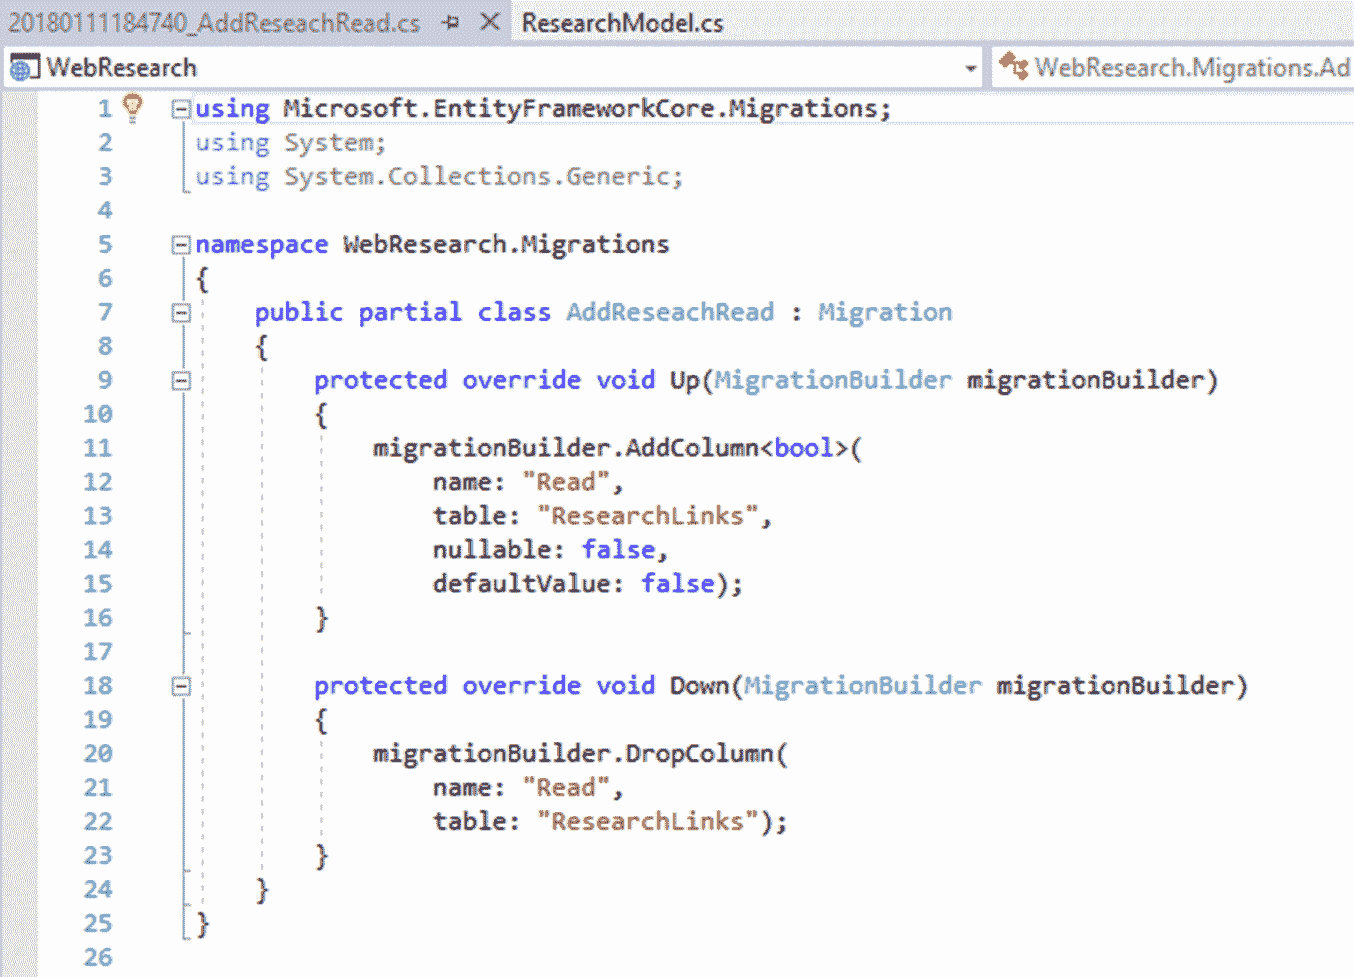 20180111184740_AddReseachRead.cs ResearchModel.cs
WebResearch WebResearch.Migrations.Ad
1 using Microsoft.EntityFrameworkCore.Migrations;
2 using System;
3 using System.Collections.Generic;
4
5 namespace WebResearch.Migrations
6 {
7 public partial class AddReseachRead : Migration
8 {
9 protected override void Up(MigrationBuilder migrationBuilder)
10 {
11 migrationBuilder.AddColumn<bool>(
12 name: "Read",
13 table: "ResearchLinks",
14 nullable: false,
15 defaultValue: false);
16 }
17
18 protected override void Down(MigrationBuilder migrationBuilder)
19 {
20 migrationBuilder.DropColumn(
21 name: "Read",
22 table: "ResearchLinks");
23 }
24 }
25 }
26